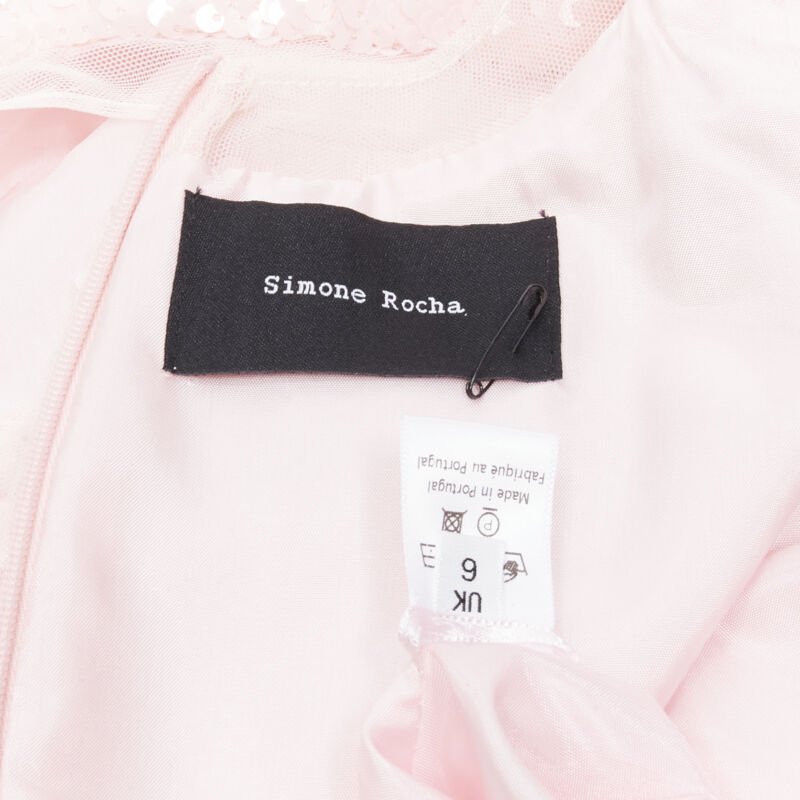 Simone Rocha
UK
6
P
Made in Portugal
Fabriqué au Portugal